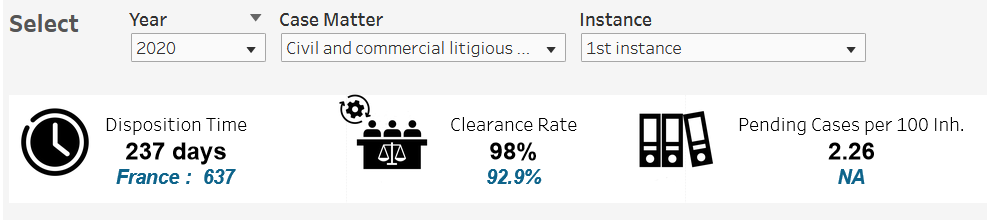 Select
Year
Case Matter
Instance
2020
Civil and commercial litigious ...
1st instance
Disposition Time
237 days
France : 637
Clearance Rate
98%
92.9%
Pending Cases per 100 Inh.
2.26
NA